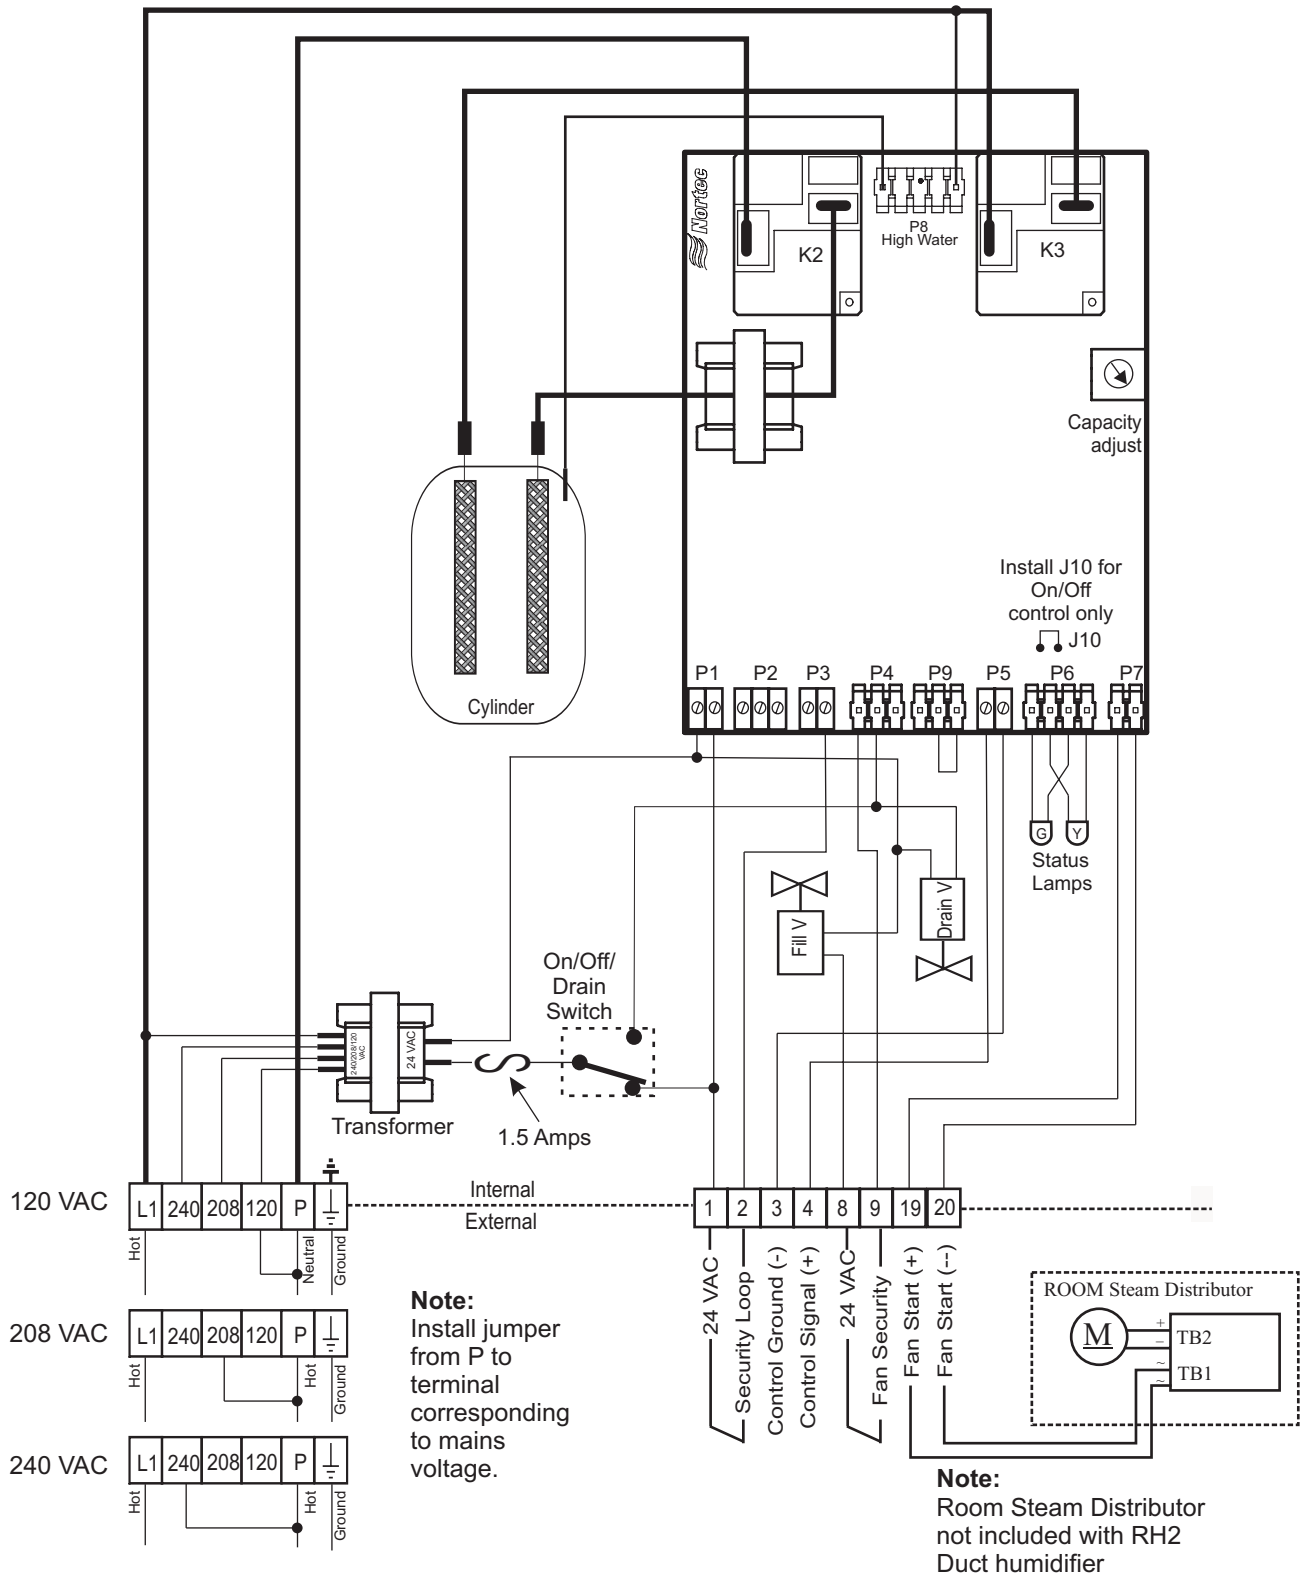 Nortec
K2
P8
High Water
K3
Capacity
adjust
Install J10 for
On/Off
control only
J10
P1
P2
P3
P4
P9
P5
P6
P7
Cylinder
G
Y
Status
Lamps
Fill V
Drain V
On/Off/
Drain
Switch
240/208/120
VAC
24 VAC
Transformer
1.5 Amps
120 VAC
L1 240 208 120 P
Hot
Neutral
Ground
Internal
External
1 2 3 4 8 9 19 20
24 VAC
Security Loop
Control Ground (-)
Control Signal (+)
24 VAC
Fan Security
Fan Start (+)
Fan Start (--)
ROOM Steam Distributor
M
+
–
~
~
TB2
TB1
208 VAC
L1 240 208 120 P
Hot
Hot
Ground
Note:
Install jumper
from P to
terminal
corresponding
to mains
voltage.
240 VAC
L1 240 208 120 P
Hot
Hot
Ground
Note:
Room Steam Distributor
not included with RH2
Duct humidifier